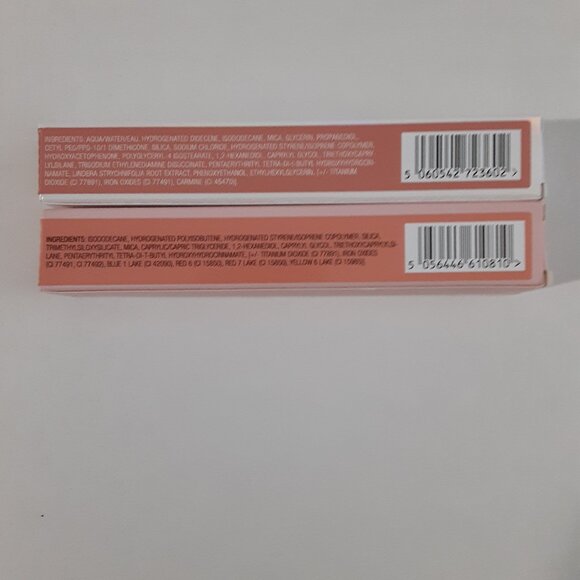 INGREDIENTS: AQUA/WATER/EAU, HYDROGENATED DIDECENE, ISODODECANE, MICA, GLYCERIN, PROPANEDIOL,
CETYL PEG/PPG-10/1 DIMETHICONE, SILICA, SODIUM CHLORIDE, HYDROGENATED STYRENE/ISOPRENE COPOLYMER,
HYDROXYACETOPHENONE, POLYGLYCERYL-4 ISOSTEARATE, 1,2-HEXANEDIOL, CAPRYLYL GLYCOL, TRIETHOXYCAPRY
LYLSILANE, TRISODIUM ETHYLENEDIAMINE DISUCCINATE, PENTAERYTHRITYL TETRA-DI-T-BUTYL HYDROXYHYDROCIN
NAMATE, LINDERA STRYCHNIFOLIA ROOT EXTRACT, PHENOXYETHANOL, ETHYLHEXYLGLYCERIN, [+/- TITANIUM
DIOXIDE (CI 77891), IRON OXIDES (CI 77491), CARMINE (CI 45470)].
5 060542 723602 >
INGREDIENTS: ISODODECANE, HYDROGENATED POLYISOBUTENE, HYDROGENATED STYRENE/ISOPRENE COPOLYMER, SILICA,
TRIMETHYLSILOXYSILICATE, MICA, CAPRYLIC/CAPRIC TRIGLYCERIDE, 1,2-HEXANEDIOL, CAPRYLYL GLYCOL, TRIETHOXYCAPRYLYLSI-
LANE, PENTAERYTHRITYL TETRA-DI-T-BUTYL HYDROXYHYDROCINNAMATE, [+/- TITANIUM DIOXIDE (CI 77891), IRON OXIDES
(CI 77491, CI 77492), BLUE 1 LAKE (CI 42090), RED 6 (CI 15850), RED 7 LAKE (CI 15850), YELLOW 6 LAKE (CI 15985)].
5 056446 610810 >